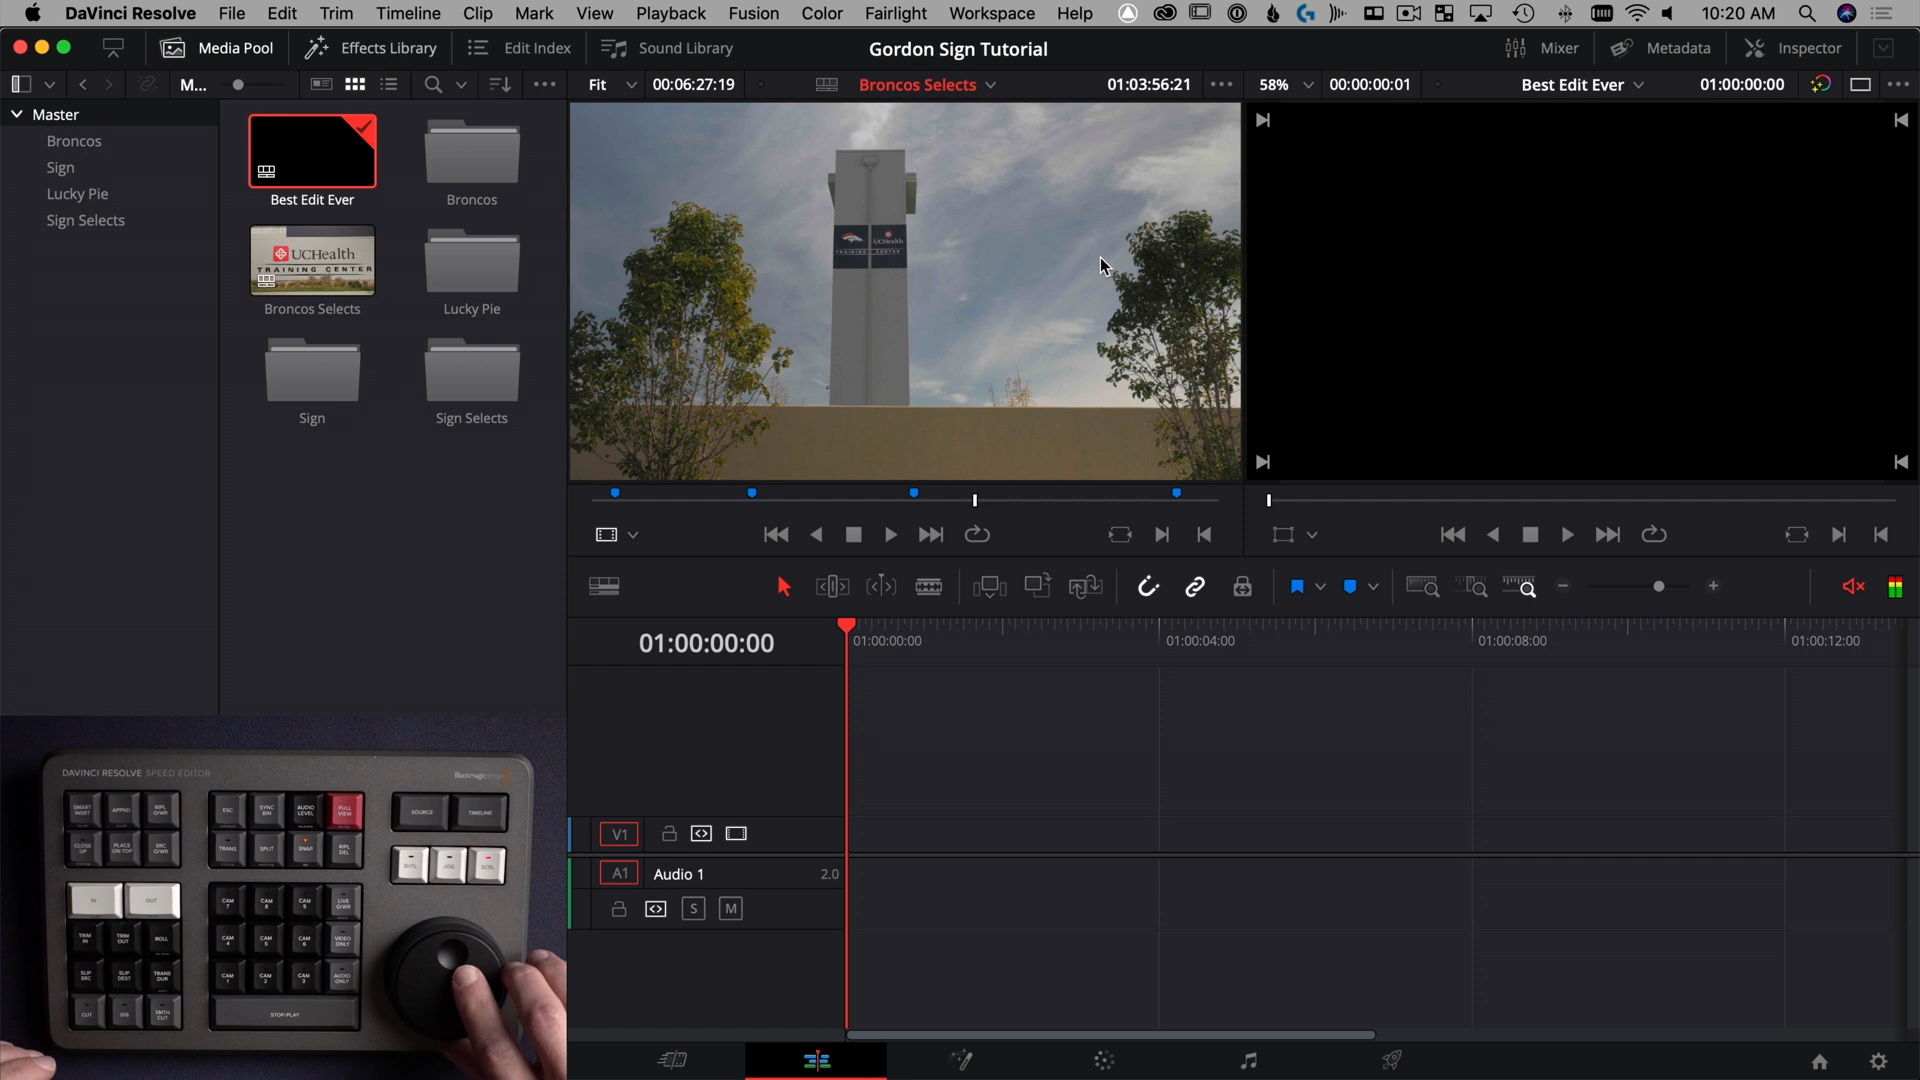 DaVinci Resolve File Edit Trim Timeline Clip Mark View Playback Fusion Color Fairlight Workspace Help 10:20 AM
Media Pool Effects Library Edit Index Sound Library Gordon Sign Tutorial Mixer Metadata Inspector
M... Fit 00:06:27:19 Broncos Selects 01:03:56:21 58% 00:00:00:01 Best Edit Ever 01:00:00:00
Master
Broncos
Sign
Lucky Pie
Sign Selects
Best Edit Ever
Broncos
UCHealth
TRAINING CENTER
Broncos Selects
Lucky Pie
Sign
Sign Selects
UCHealth
TRAINING CENTER
01:00:00:00
01:00:00:00 01:00:04:00 01:00:08:00 01:00:12:00
V1
A1 Audio 1 2.0
S M
DAVINCI RESOLVE SPEED EDITOR
Blackmagicdesign
SMART INSRT APPND RIPL O/WR ESC SYNC BIN AUDIO LEVEL FULL VIEW SOURCE TIMELINE
CLOSE UP PLACE ON TOP SRC O/WR TRANS SPLIT SNAP RIPL DEL SHTL JOG SCRL
IN OUT CAM 7 CAM 8 CAM 9 LIVE O/WR
TRIM IN TRIM OUT ROLL CAM 4 CAM 5 CAM 6 VIDEO ONLY
SLIP SRC SLIP DEST TRANS DUR CAM 1 CAM 2 CAM 3 AUDIO ONLY
CUT DIS SMTH CUT STOP/PLAY